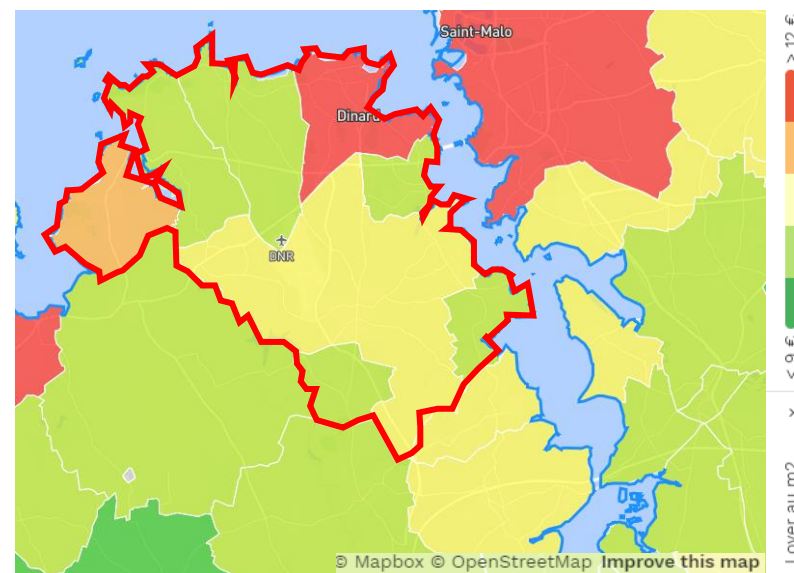 Saint-Malo
> 12 €
Dinard
DNR
< 9 €
×
Loyer au m2
© Mapbox © OpenStreetMap Improve this map